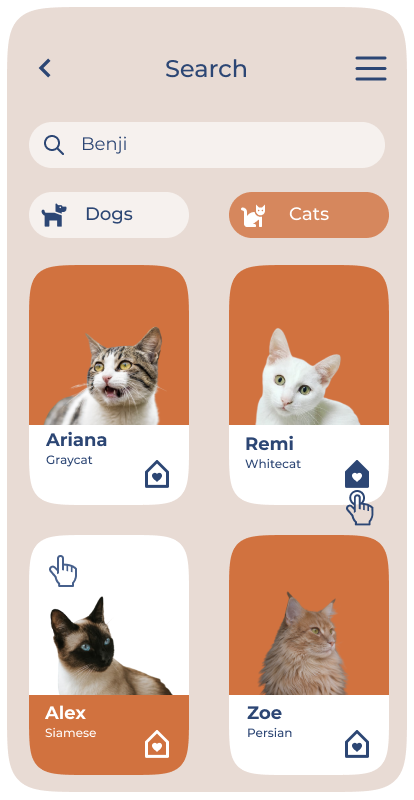 Search
Benji
Dogs
Cats
Ariana
Graycat
Remi
Whitecat
Alex
Siamese
Zoe
Persian